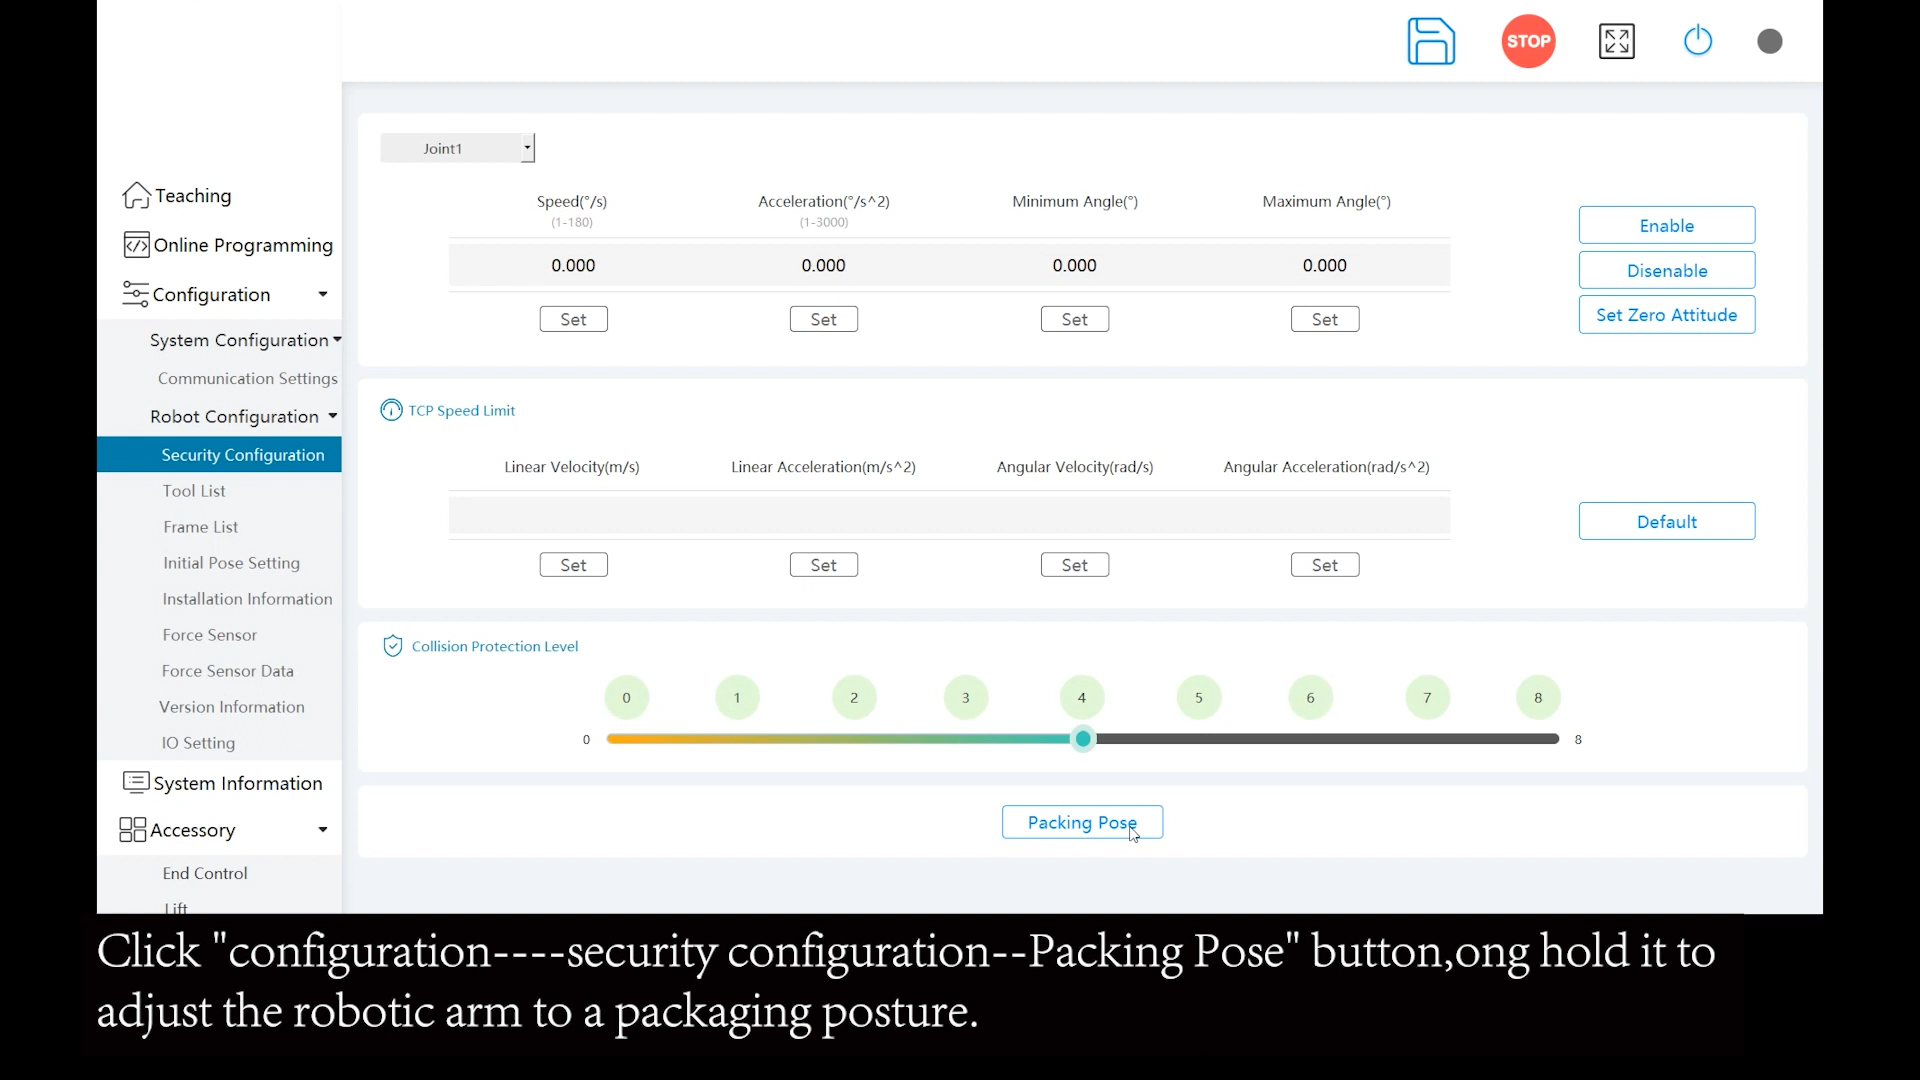 STOP
Joint1
Teaching
Online Programming
Configuration
System Configuration
Communication Settings
Robot Configuration
Security Configuration
Tool List
Frame List
Initial Pose Setting
Installation Information
Force Sensor
Force Sensor Data
Version Information
IO Setting
System Information
Accessory
End Control
Lift
Speed(°/s) Acceleration(°/s^2) Minimum Angle(°) Maximum Angle(°)
(1-180) (1-3000)
0.000 0.000 0.000 0.000
Set Set Set Set
Enable
Disenable
Set Zero Attitude
TCP Speed Limit
Linear Velocity(m/s) Linear Acceleration(m/s^2) Angular Velocity(rad/s) Angular Acceleration(rad/s^2)
Default
Set Set Set Set
Collision Protection Level
0 1 2 3 4 5 6 7 8
0 8
Packing Pose
Click "configuration----security configuration--Packing Pose" button,ong hold it to
adjust the robotic arm to a packaging posture.